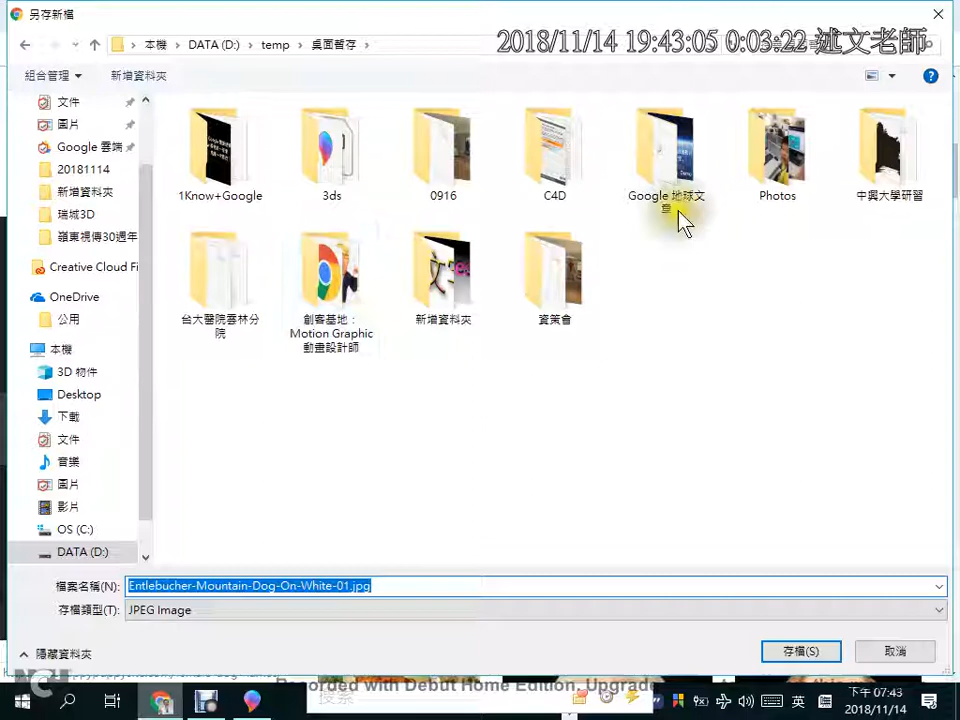 另存新檔
本機 › DATA (D:) › temp › 桌面暫存 ›
2018/11/14 19:43:05 0:03:22 述文老師
組合管理 ▾ 新增資料夾
文件
圖片
Google 雲端
20181114
新增資料夾
瑞城3D
嶺東視傳30週年
Creative Cloud Fi
OneDrive
公用
本機
3D 物件
Desktop
下載
文件
音樂
圖片
影片
OS (C:)
DATA (D:)
1Know+Google
3ds
0916
C4D
Google 地球文
章
Photos
中興大學研習
台大醫院雲林分
院
創客基地：
Motion Graphic
動畫設計師
新增資料夾
資策會
檔案名稱(N): Entlebucher-Mountain-Dog-On-White-01.jpg
存檔類型(T): JPEG Image
隱藏資料夾
存檔(S)
取消
NCH
Recorded with Debut Home Edition. Upgrade
搜索
英
下午 07:43
2018/11/14